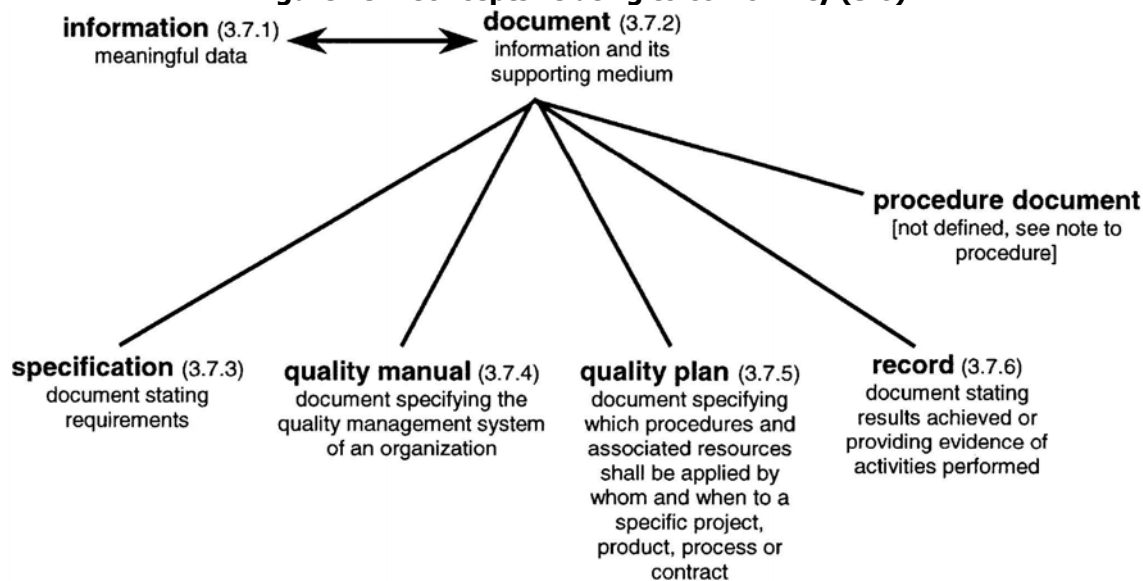 information (3.7.1)
meaningful data
document (3.7.2)
information and its
supporting medium
procedure document
[not defined, see note to
procedure]
specification (3.7.3)
document stating
requirements
quality manual (3.7.4)
document specifying the
quality management system
of an organization
quality plan (3.7.5)
document specifying
which procedures and
associated resources
shall be applied by
whom and when to a
specific project,
product, process or
contract
record (3.7.6)
document stating
results achieved or
providing evidence of
activities performed